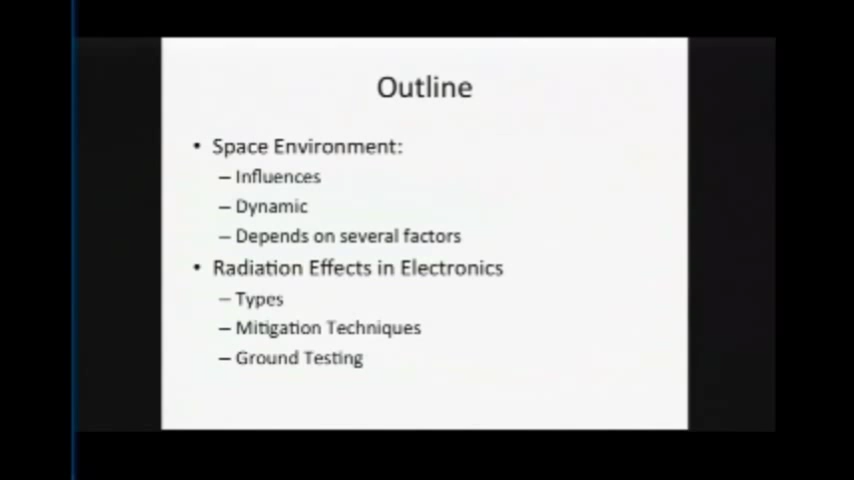 Outline
• Space Environment:
– Influences
– Dynamic
– Depends on several factors
• Radiation Effects in Electronics
– Types
– Mitigation Techniques
– Ground Testing